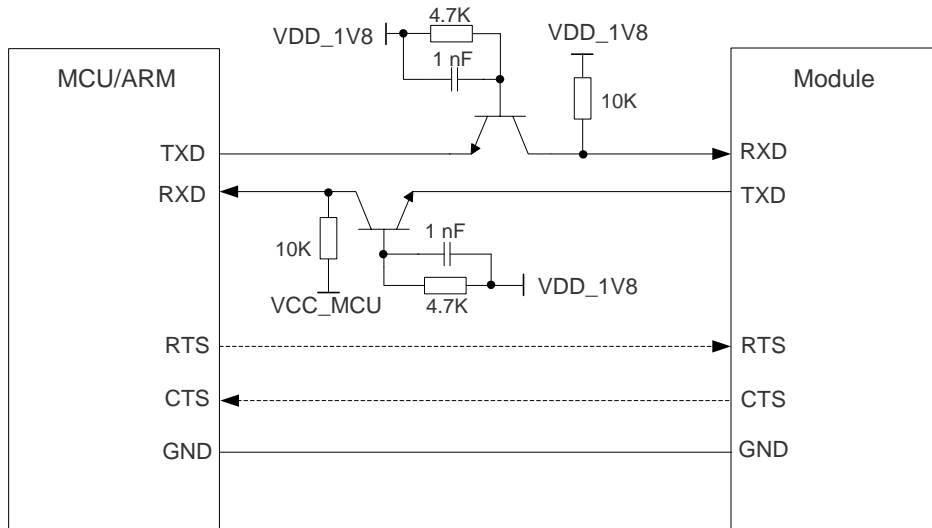 4.7K
VDD_1V8
VDD_1V8
1 nF
MCU/ARM
Module
10K
TXD
RXD
RXD
TXD
1 nF
10K
VDD_1V8
VCC_MCU
4.7K
RTS
RTS
CTS
CTS
GND
GND